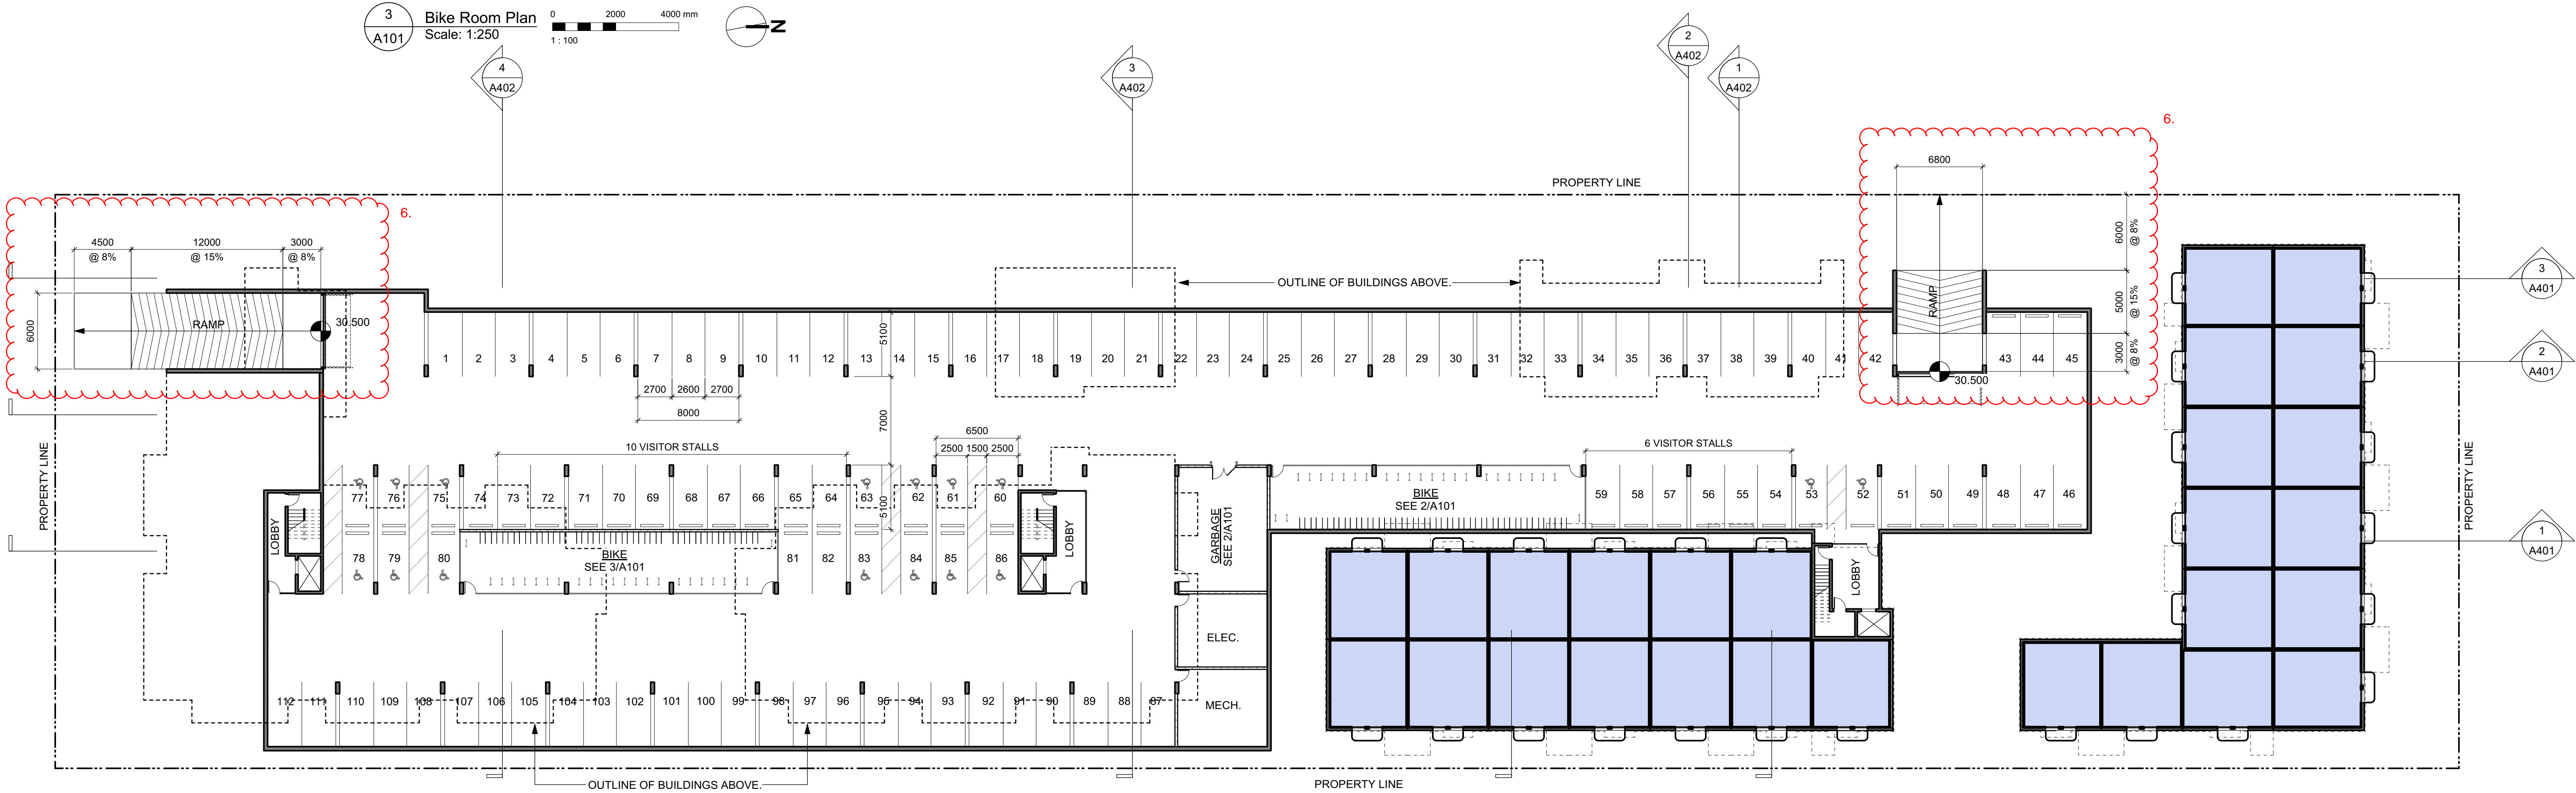 3
A101
Bike Room Plan
Scale: 1:250
0 2000 4000 mm
1 : 100
N
4
A402
3
A402
2
A402
1
A402
6.
6800
PROPERTY LINE
6.
4500
@ 8%
12000
@ 15%
3000
@ 8%
6000
@ 8%
5000
@ 15%
3000
@ 8%
3
A401
2
A401
1
A401
OUTLINE OF BUILDINGS ABOVE.
6000
RAMP
30.500
RAMP
30.500
5100
1 2 3 4 5 6 7 8 9 10 11 12 13 14 15 16 17 18 19 20 21 22 23 24 25 26 27 28 29 30 31 32 33 34 35 36 37 38 39 40 41 42 43 44 45
2700 2600 2700
8000
7000
6500
2500 1500 2500
10 VISITOR STALLS
6 VISITOR STALLS
PROPERTY LINE
PROPERTY LINE
77 76 75 74 73 72 71 70 69 68 67 66 65 64 63 62 61 60
5100
BIKE
SEE 2/A101
59 58 57 56 55 54 53 52 51 50 49 48 47 46
LOBBY
LOBBY
GARBAGE
SEE 2/A101
78 79 80
BIKE
SEE 3/A101
81 82 83 84 85 86
LOBBY
ELEC.
MECH.
112 111 110 109 108 107 106 105 104 103 102 101 100 99 98 97 96 95 94 93 92 91 90 89 88 87
OUTLINE OF BUILDINGS ABOVE.
PROPERTY LINE